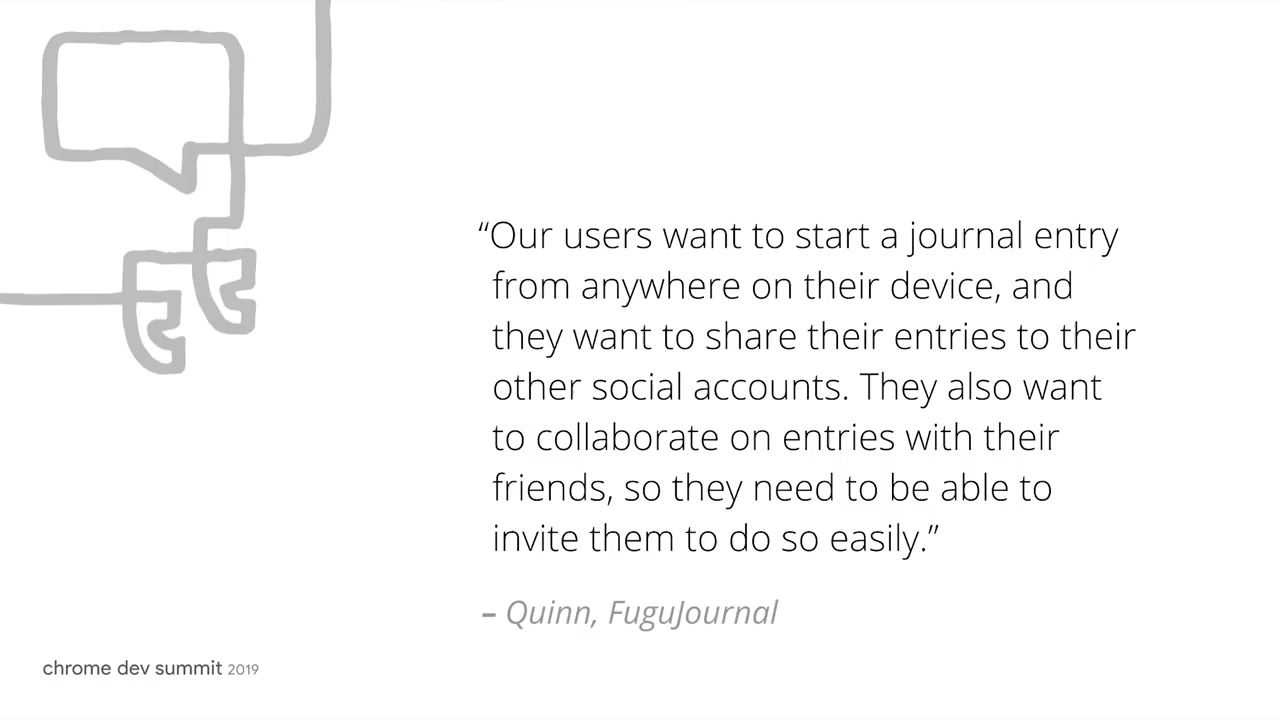 “Our users want to start a journal entry
from anywhere on their device, and
they want to share their entries to their
other social accounts. They also want
to collaborate on entries with their
friends, so they need to be able to
invite them to do so easily.”
– Quinn, FuguJournal
chrome dev summit 2019